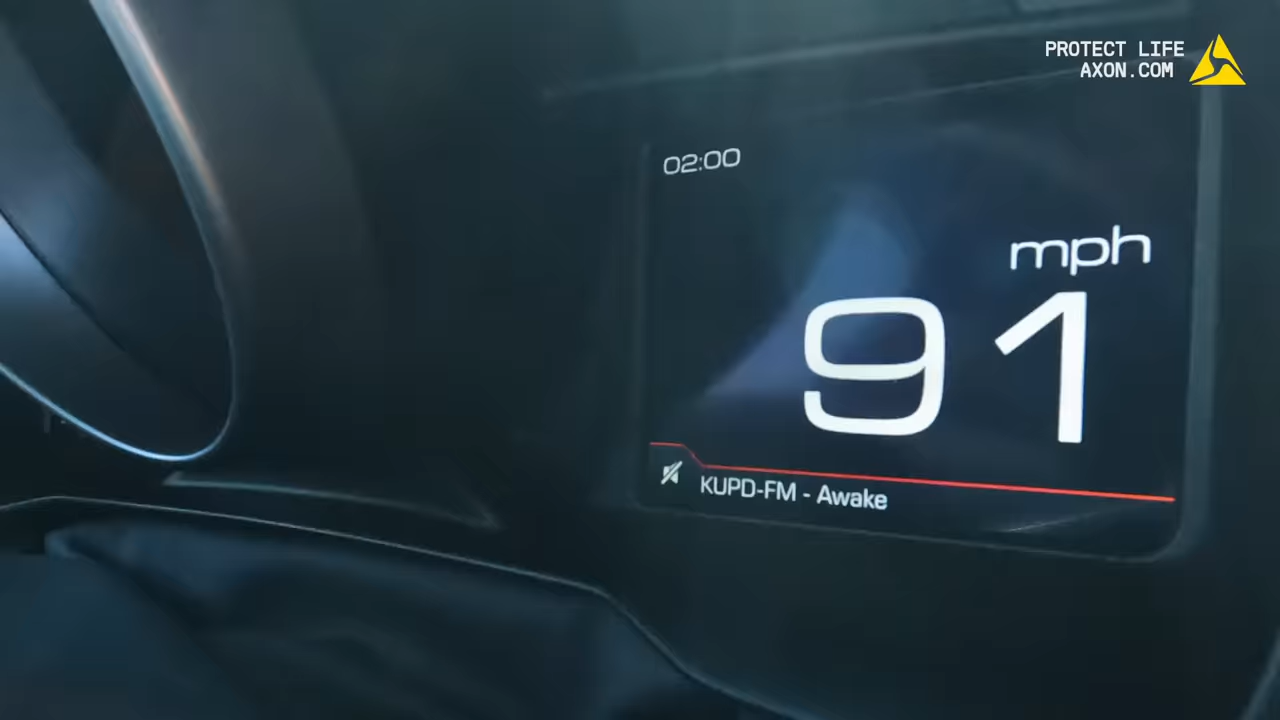 PROTECT LIFE
AXON.COM
02:00
mph
91
KUPD-FM - Awake